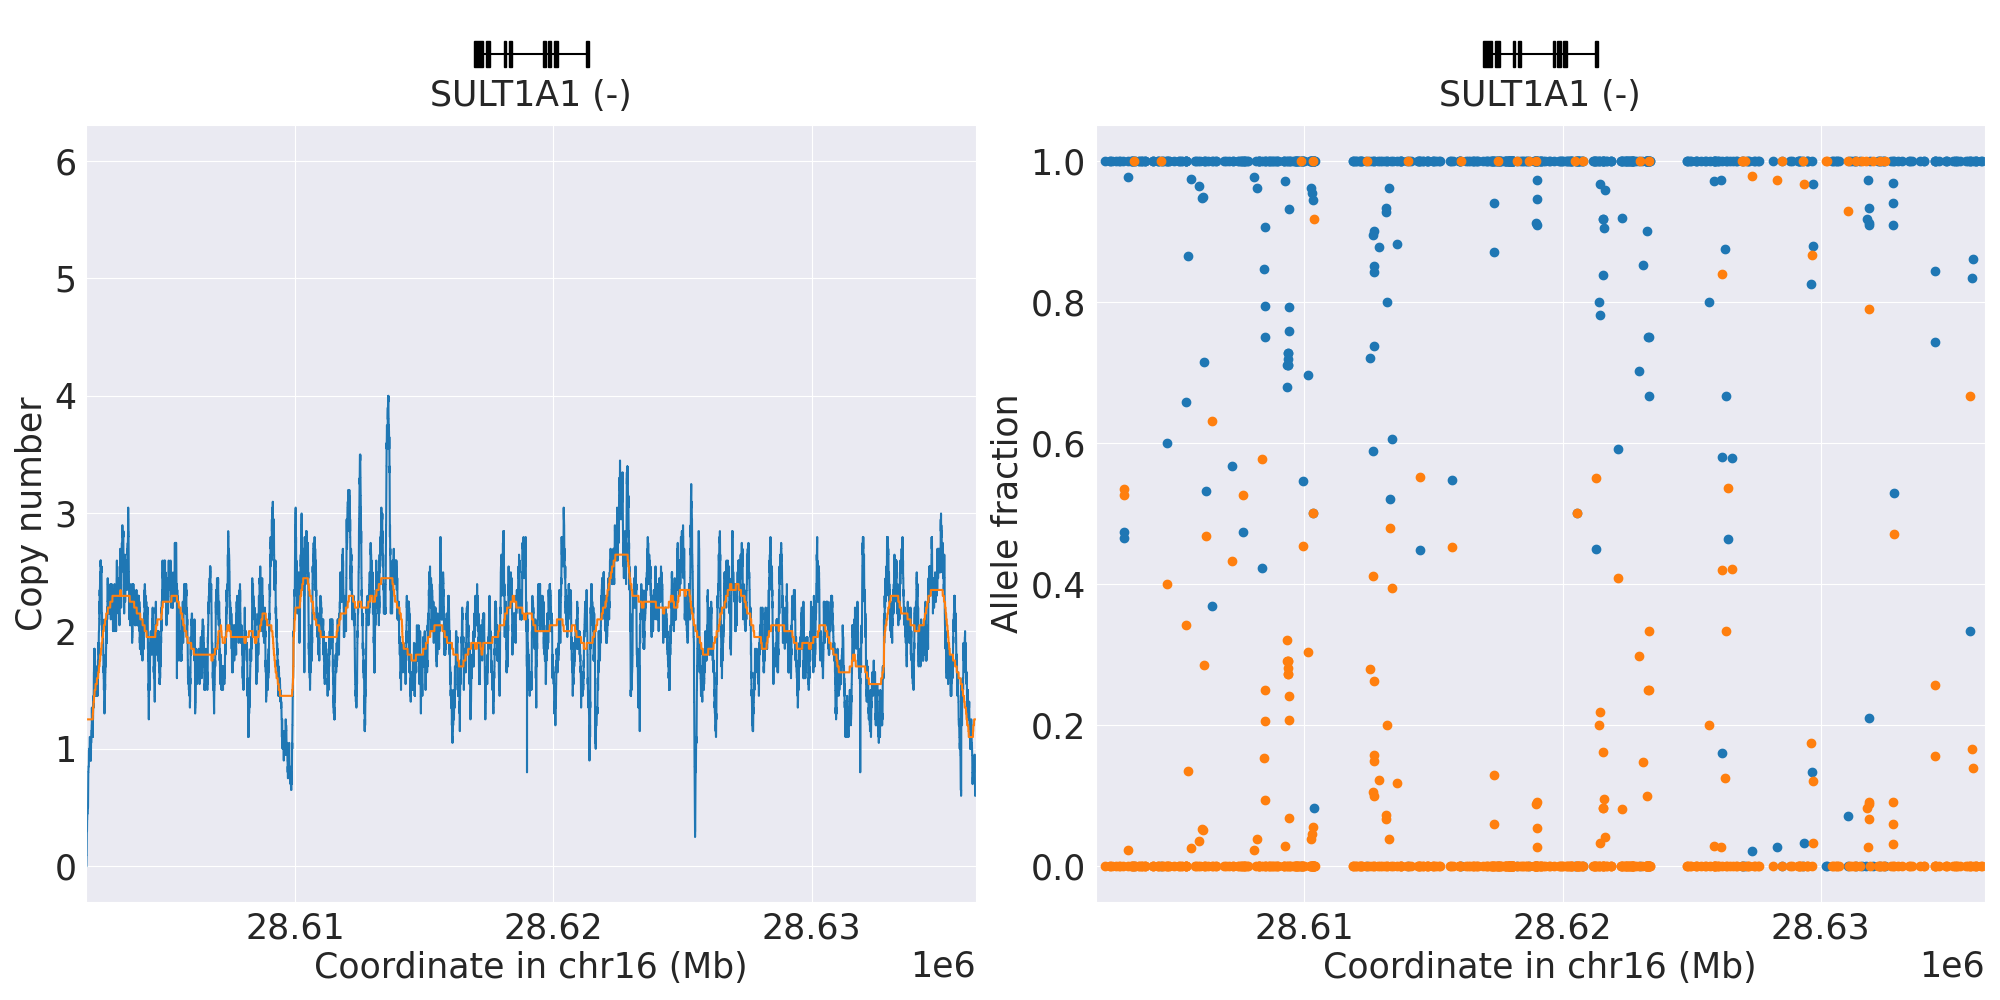 SULT1A1 (-)
6
5
4
3
2
1
0
Copy number
28.61
28.62
28.63
Coordinate in chr16 (Mb)
1e6
SULT1A1 (-)
1.0
0.8
0.6
0.4
0.2
0.0
Allele fraction
28.61
28.62
28.63
Coordinate in chr16 (Mb)
1e6